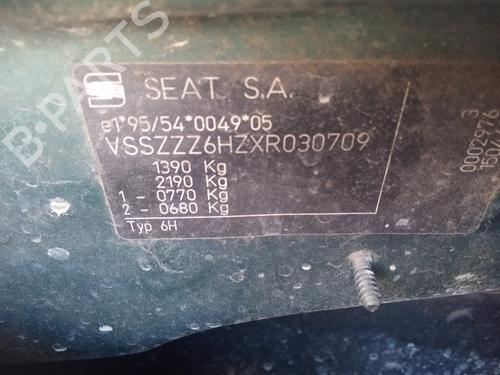 SEAT S.A.
e1*95/54*0049*05
VSSZZZ6HZXR030709
1390 Kg
2190 Kg
1 - 0770 Kg
2 - 0680 Kg
Typ 6H
B-PARTS